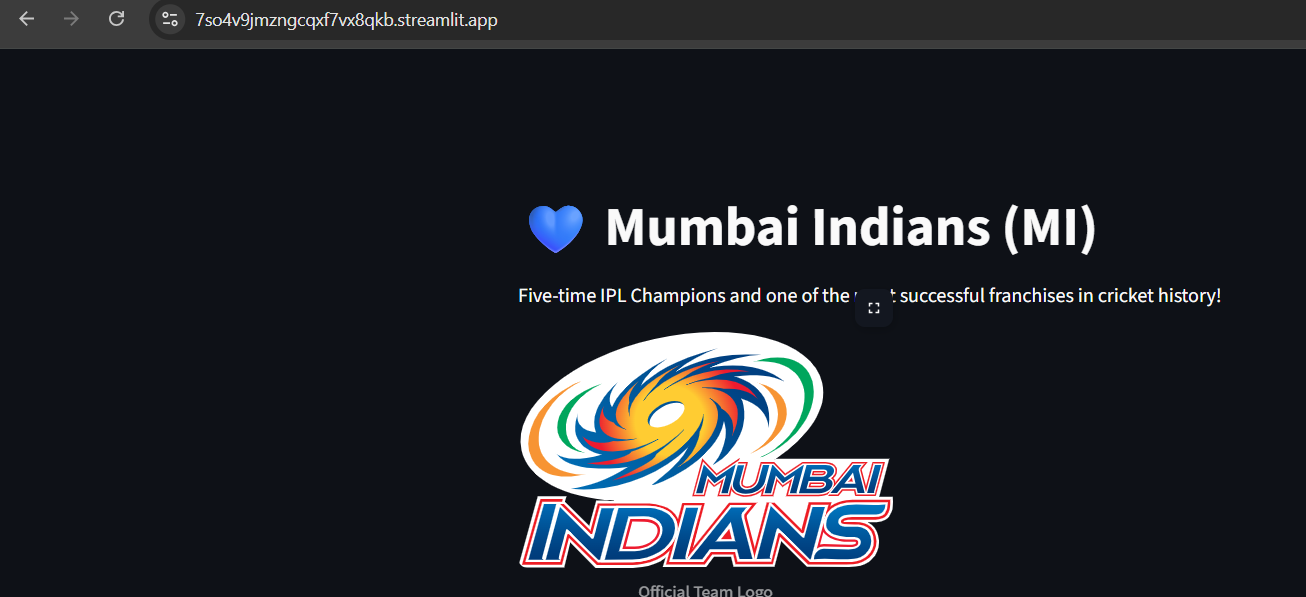 7so4v9jmzngcqxf7vx8qkb.streamlit.app
💙 Mumbai Indians (MI)
Five-time IPL Champions and one of the successful franchises in cricket history!
MUMBAI
INDIANS
Official Team Logo